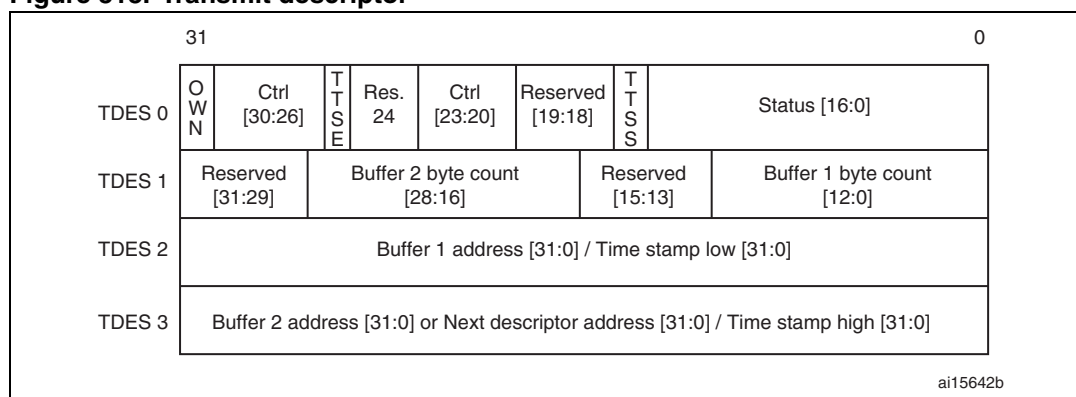 Figure 313. Transmit descriptor
31 0
TDES 0 OWN Ctrl [30:26] TTSE Res. 24 Ctrl [23:20] Reserved [19:18] TTSS Status [16:0]
TDES 1 Reserved [31:29] Buffer 2 byte count [28:16] Reserved [15:13] Buffer 1 byte count [12:0]
TDES 2 Buffer 1 address [31:0] / Time stamp low [31:0]
TDES 3 Buffer 2 address [31:0] or Next descriptor address [31:0] / Time stamp high [31:0]
ai15642b